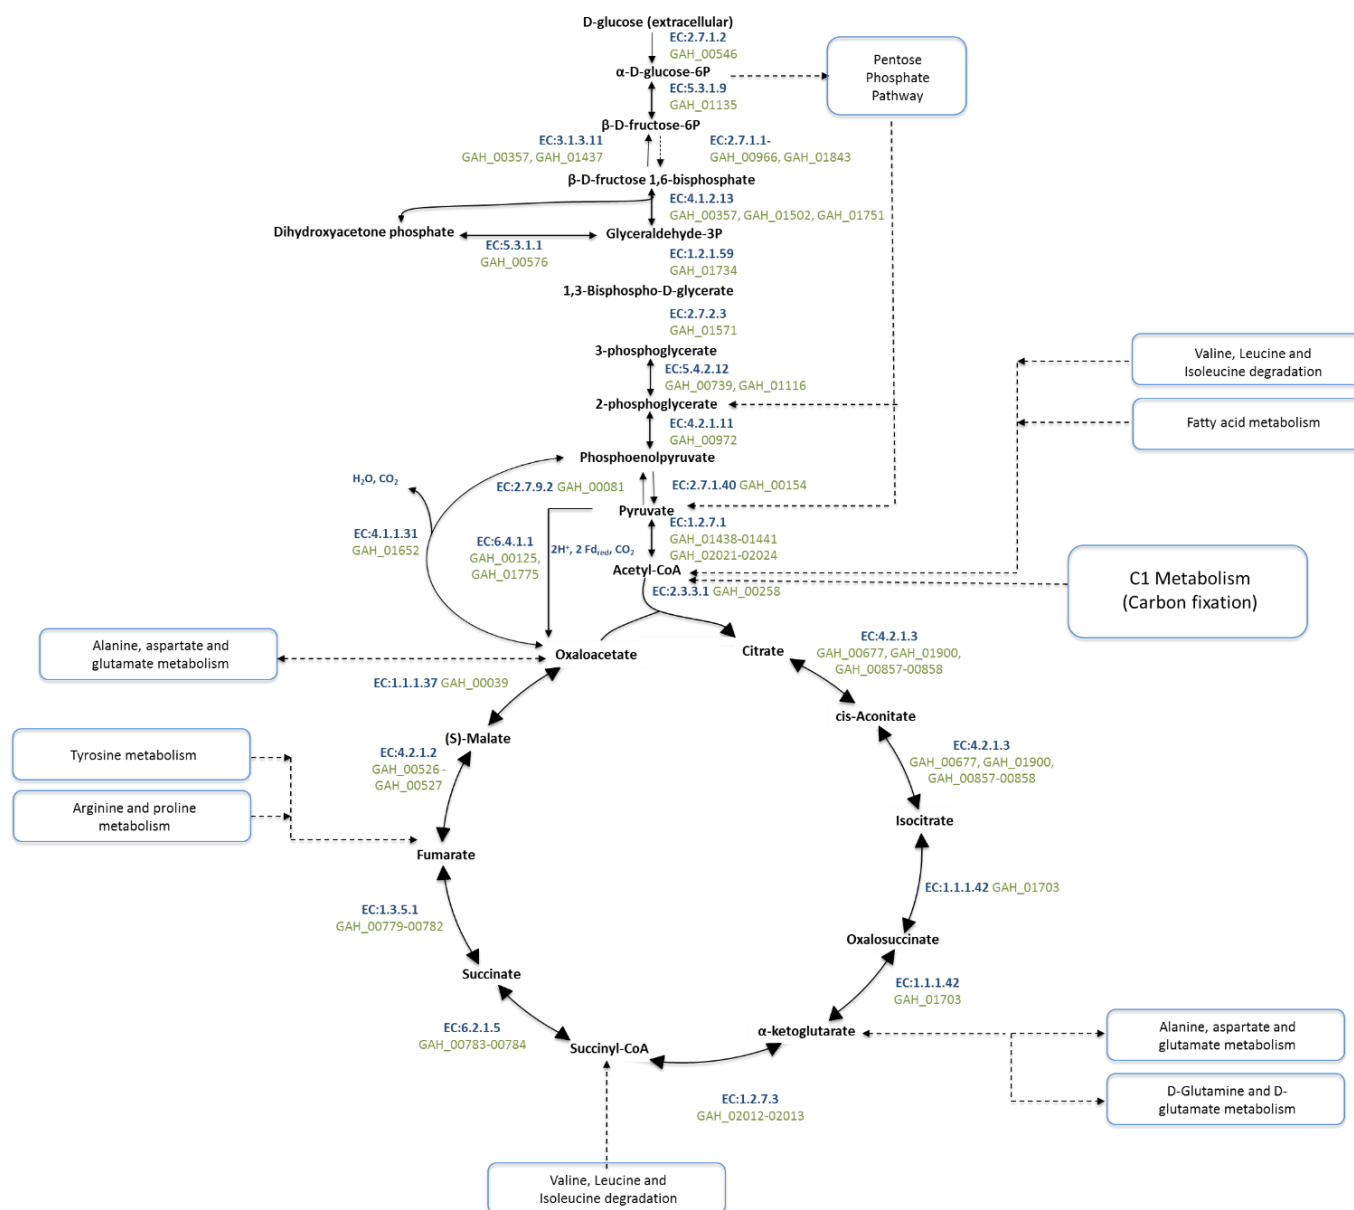 D-glucose (extracellular)
EC:2.7.1.2
GAH_00546
α-D-glucose-6P
Pentose
Phosphate
Pathway
EC:5.3.1.9
GAH_01135
β-D-fructose-6P
EC:3.1.3.11
GAH_00357, GAH_01437
EC:2.7.1.1-
GAH_00966, GAH_01843
β-D-fructose 1,6-bisphosphate
EC:4.1.2.13
GAH_00357, GAH_01502, GAH_01751
Dihydroxyacetone phosphate
Glyceraldehyde-3P
EC:5.3.1.1
GAH_00576
EC:1.2.1.59
GAH_01734
1,3-Bisphospho-D-glycerate
EC:2.7.2.3
GAH_01571
3-phosphoglycerate
EC:5.4.2.12
GAH_00739, GAH_01116
Valine, Leucine and
Isoleucine degradation
2-phosphoglycerate
Fatty acid metabolism
EC:4.2.1.11
GAH_00972
Phosphoenolpyruvate
H₂O, CO₂
EC:2.7.9.2 GAH_00081
EC:2.7.1.40 GAH_00154
Pyruvate
EC:4.1.1.31
GAH_01652
EC:6.4.1.1
GAH_00125,
GAH_01775
2H⁺, 2 Fdred, CO₂
EC:1.2.7.1
GAH_01438-01441
GAH_02021-02024
Acetyl-CoA
C1 Metabolism
(Carbon fixation)
EC:2.3.3.1 GAH_00258
Alanine, aspartate and
glutamate metabolism
Oxaloacetate
Citrate
EC:4.2.1.3
GAH_00677, GAH_01900,
GAH_00857-00858
EC:1.1.1.37 GAH_00039
cis-Aconitate
(S)-Malate
Tyrosine metabolism
EC:4.2.1.2
GAH_00526 -
GAH_00527
EC:4.2.1.3
GAH_00677, GAH_01900,
GAH_00857-00858
Arginine and proline
metabolism
Isocitrate
Fumarate
EC:1.1.1.42 GAH_01703
EC:1.3.5.1
GAH_00779-00782
Oxalosuccinate
Succinate
EC:1.1.1.42
GAH_01703
EC:6.2.1.5
GAH_00783-00784
Succinyl-CoA
α-ketoglutarate
Alanine, aspartate and
glutamate metabolism
EC:1.2.7.3
GAH_02012-02013
D-Glutamine and D-
glutamate metabolism
Valine, Leucine and
Isoleucine degradation